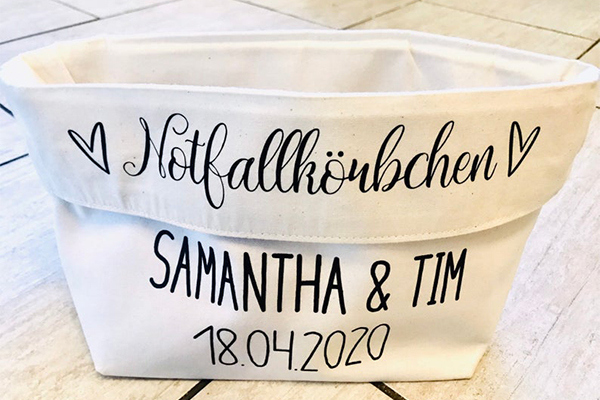 Notfallkörbchen
SAMANTHA & TIM
18.04.2020